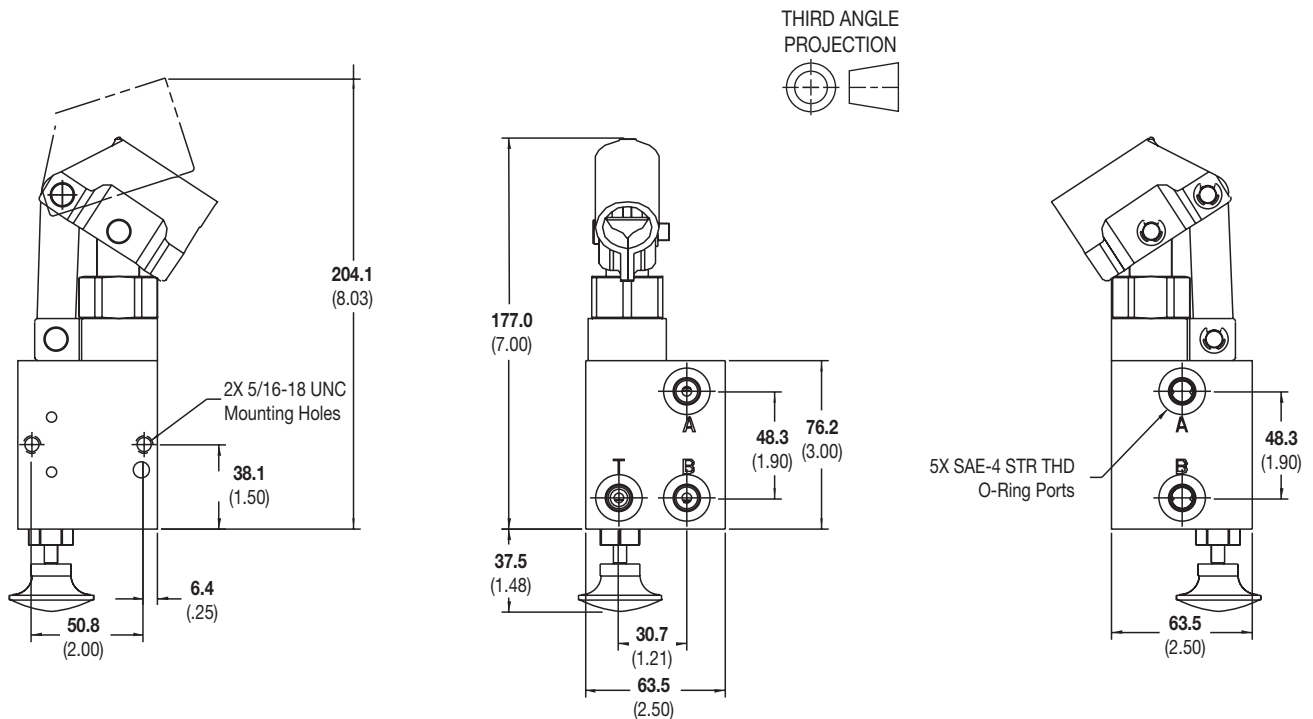 THIRD ANGLE
PROJECTION
204.1
(8.03)
2X 5/16-18 UNC
Mounting Holes
38.1
(1.50)
6.4
(.25)
50.8
(2.00)
177.0
(7.00)
A
48.3
(1.90)
76.2
(3.00)
T
B
37.5
(1.48)
30.7
(1.21)
63.5
(2.50)
A
48.3
(1.90)
5X SAE-4 STR THD
O-Ring Ports
B
63.5
(2.50)